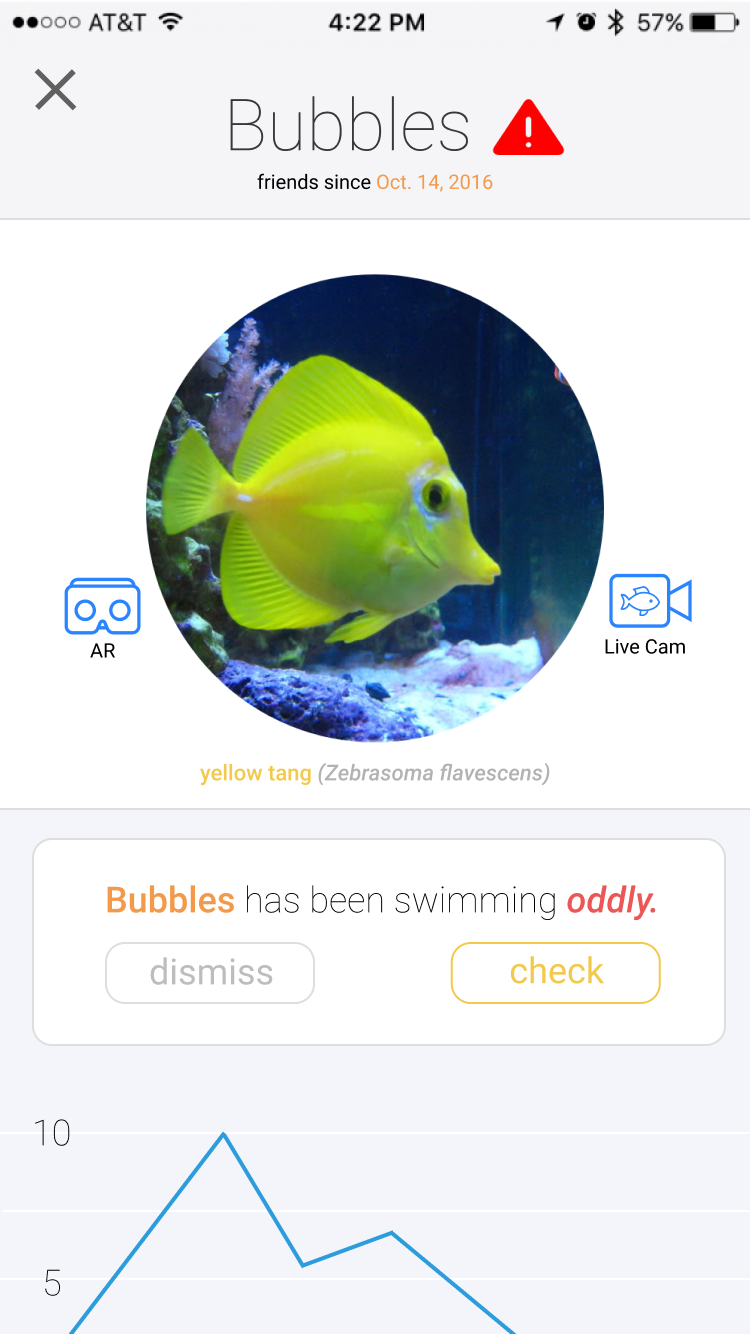 AT&T 4:22 PM 57%
Bubbles
friends since Oct. 14, 2016
AR
Live Cam
yellow tang (Zebrasoma flavescens)
Bubbles has been swimming oddly.
dismiss check
10
5